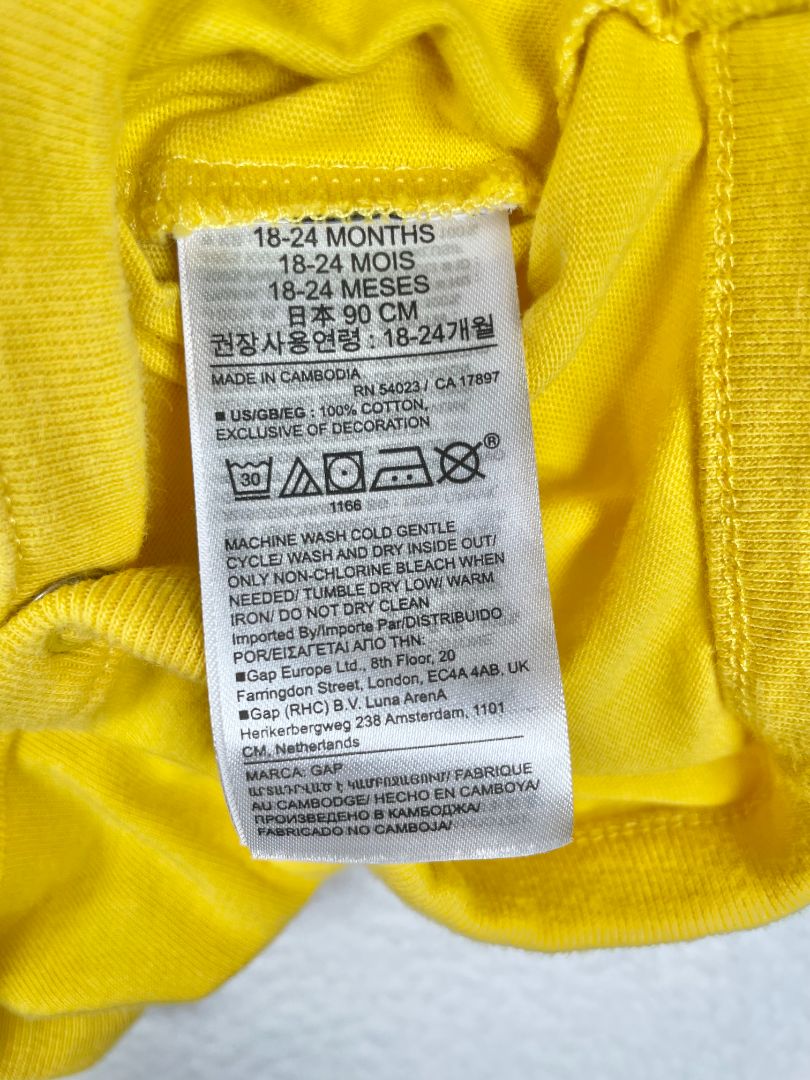 18-24 MONTHS
18-24 MOIS
18-24 MESES
日本 90 CM
권장사용연령 : 18-24개월
MADE IN CAMBODIA
RN 54023 / CA 17897
■ US/GB/EG : 100% COTTON,
EXCLUSIVE OF DECORATION
30 ®
1166
MACHINE WASH COLD GENTLE
CYCLE/ WASH AND DRY INSIDE OUT/
ONLY NON-CHLORINE BLEACH WHEN
NEEDED/ TUMBLE DRY LOW/ WARM
IRON/ DO NOT DRY CLEAN
Imported By/Importe Par/DISTRIBUIDO
POR/ΕΙΣΑΓΕΤΑΙ ΑΠΟ ΤΗΝ:
■Gap Europe Ltd., 8th Floor, 20
Farringdon Street, London, EC4A 4AB, UK
■Gap (RHC) B.V. Luna ArenA
Herikerbergweg 238 Amsterdam, 1101
CM, Netherlands
MARCA: GAP
ԱՐՏԱԴՐՎԱԾ Է ԿԱՄԲՈՋԱՅՈՒՄ/ FABRIQUE
AU CAMBODGE/ HECHO EN CAMBOYA/
ПРОИЗВЕДЕНО В КАМБОДЖА/
FABRICADO NO CAMBOJA/